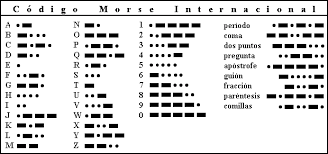 Código Morse Internacional
A N 1 periodo
B O 2 coma
C P 3 dos puntos
D Q 4 pregunta
E R 5 apóstrofe
F S 6 guión
G T 7 fracción
H U 8 paréntesis
I V 9 comillas
J W 0
K X
L Y
M Z